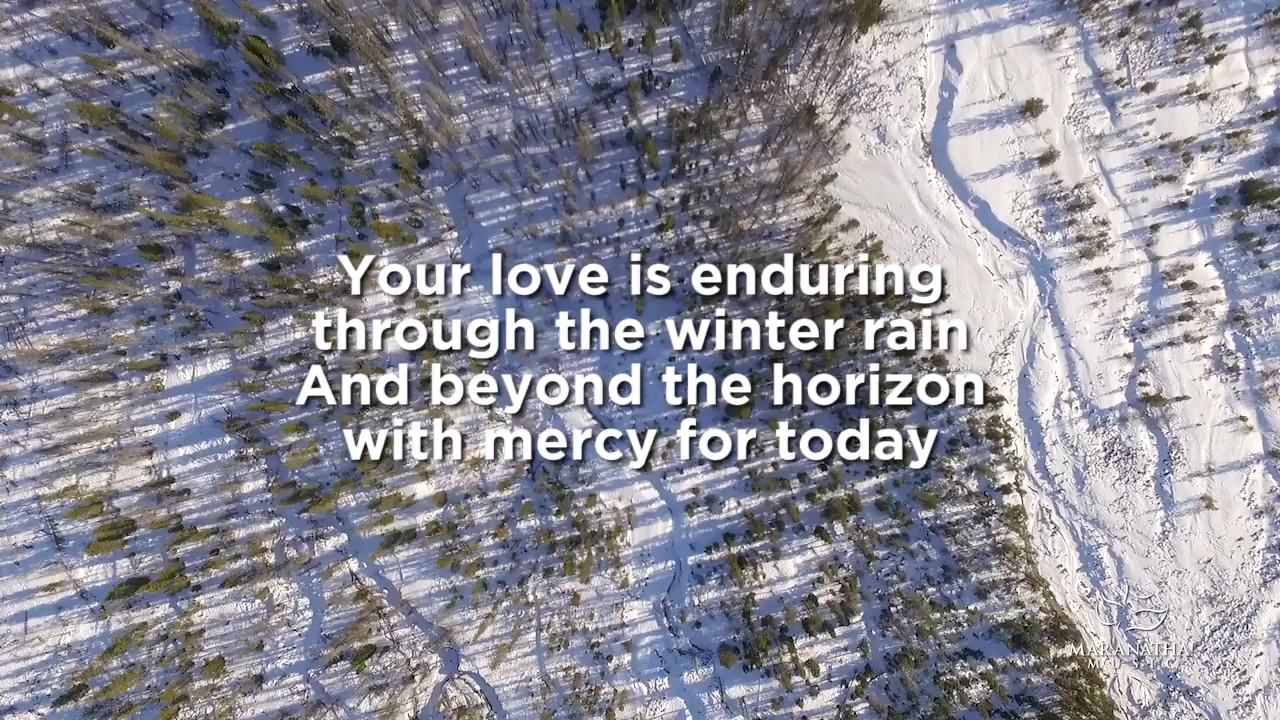 Your love is enduring
through the winter rain
And beyond the horizon
with mercy for today
MARANATHA!
MUSIC